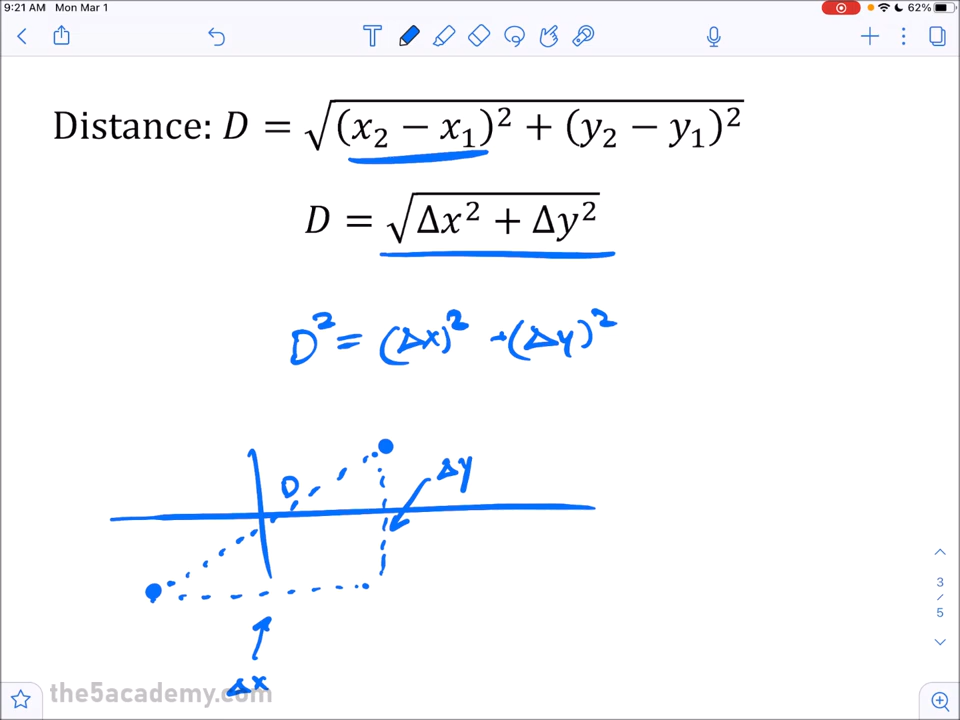 9:21 AM Mon Mar 1 62%
Distance: D = √(x₂ − x₁)² + (y₂ − y₁)²
D = √Δx² + Δy²
D² = (Δx)² + (Δy)²
D
Δy
Δx
3
/
5
the5academy.com